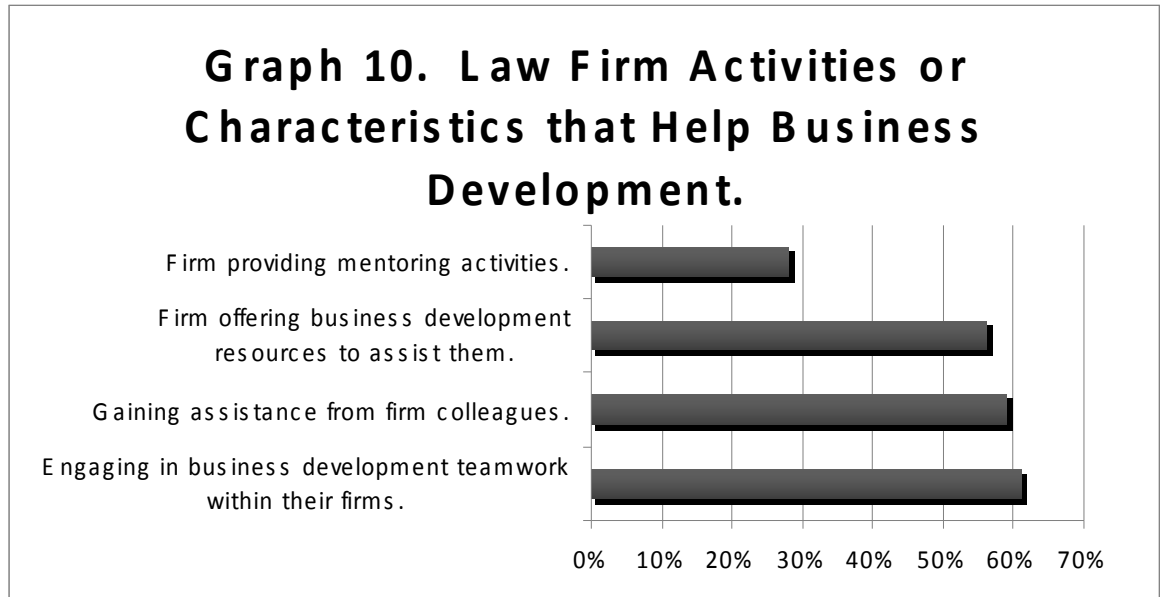 Graph 10. Law Firm Activities or
Characteristics that Help Business
Development.
Firm providing mentoring activities.
Firm offering business development
resources to assist them.
Gaining assistance from firm colleagues.
Engaging in business development teamwork
within their firms.
0% 10% 20% 30% 40% 50% 60% 70%